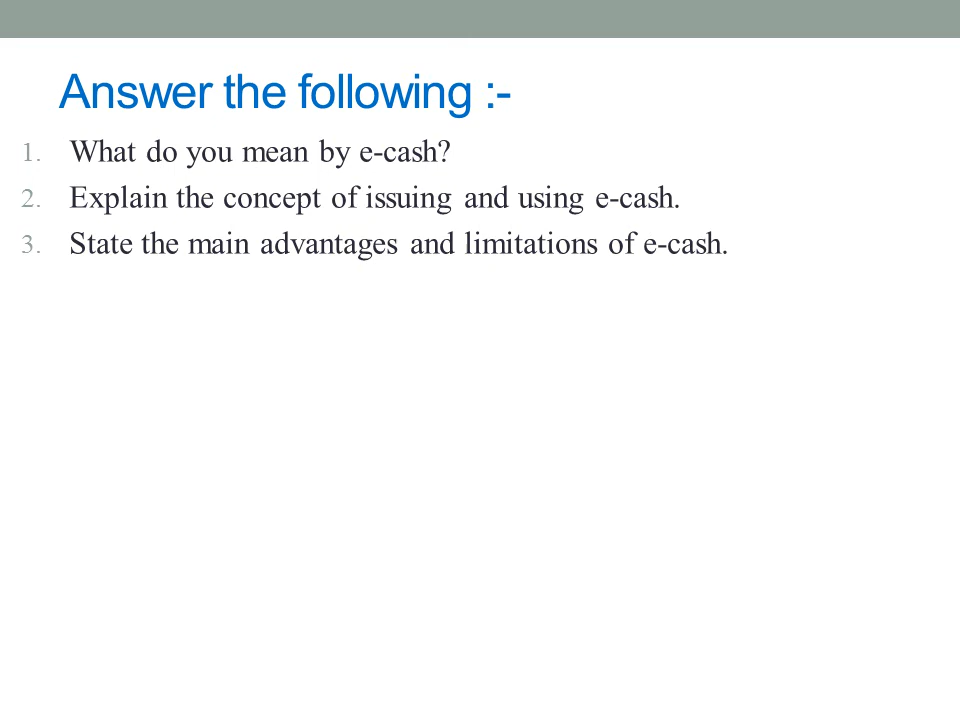 Answer the following :-
1. What do you mean by e-cash?
2. Explain the concept of issuing and using e-cash.
3. State the main advantages and limitations of e-cash.